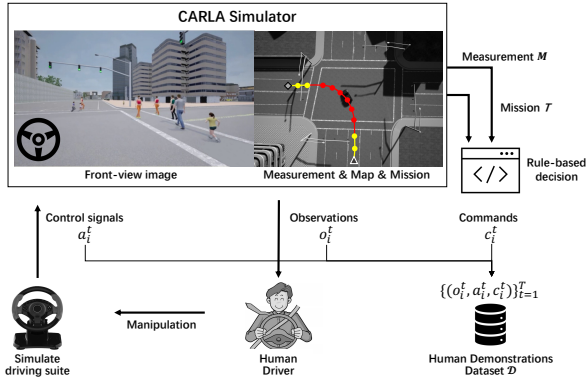 CARLA Simulator
Front-view image
Measurement & Map & Mission
Measurement M
Mission T
</>
Rule-based
decision
Control signals
a_i^t
Observations
o_i^t
Commands
c_i^t
{(o_i^t, a_i^t, c_i^t)}_{t=1}^T
Manipulation
Simulate
driving suite
Human
Driver
Human Demonstrations
Dataset D